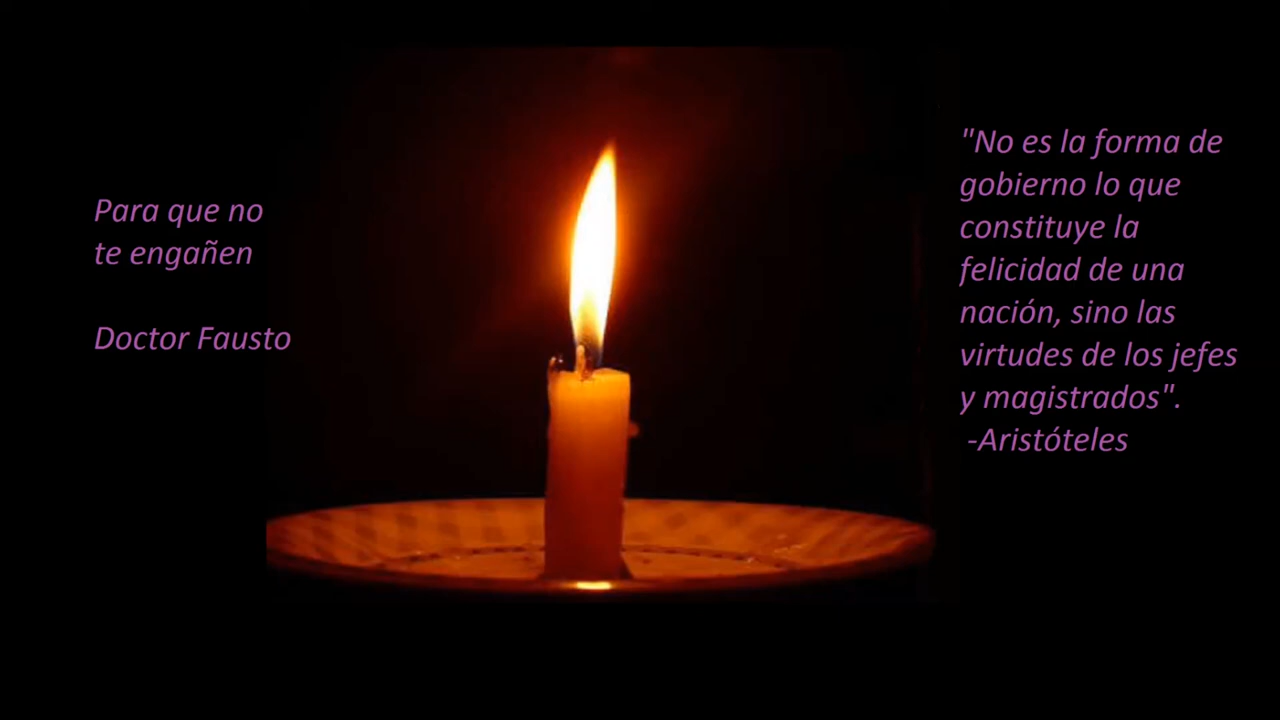 Para que no
te engañen
Doctor Fausto
"No es la forma de
gobierno lo que
constituye la
felicidad de una
nación, sino las
virtudes de los jefes
y magistrados".
-Aristóteles